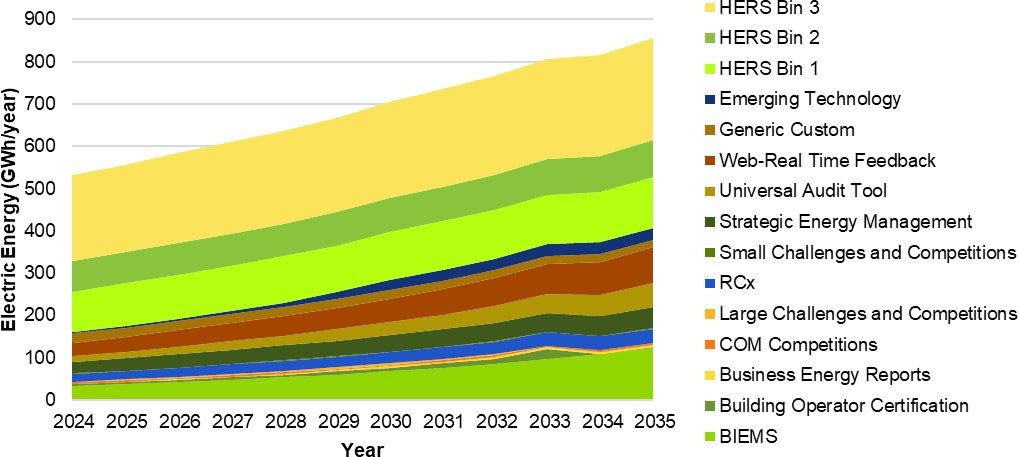 Electric Energy (GWh/year)
900
800
700
600
500
400
300
200
100
0
2024 2025 2026 2027 2028 2029 2030 2031 2032 2033 2034 2035
Year
HERS Bin 3
HERS Bin 2
HERS Bin 1
Emerging Technology
Generic Custom
Web-Real Time Feedback
Universal Audit Tool
Strategic Energy Management
Small Challenges and Competitions
RCx
Large Challenges and Competitions
COM Competitions
Business Energy Reports
Building Operator Certification
BIEMS